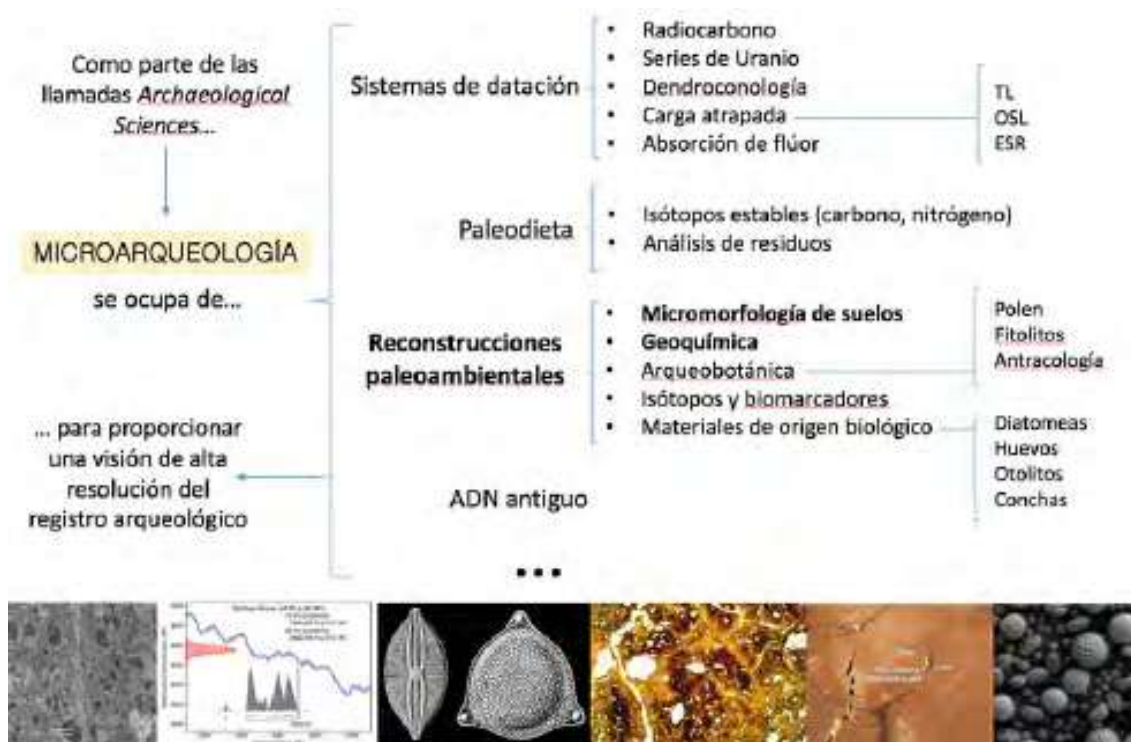 Como parte de las
llamadas Archaeological
Sciences...
MICROARQUEOLOGÍA
se ocupa de...
... para proporcionar
una visión de alta
resolución del
registro arqueológico
Sistemas de datación
• Radiocarbono
• Series de Uranio
• Dendroconología
• Carga atrapada
• Absorción de flúor
TL
OSL
ESR
Paleodieta
• Isótopos estables (carbono, nitrógeno)
• Análisis de residuos
Reconstrucciones
paleoambientales
• Micromorfología de suelos
• Geoquímica
• Arqueobotánica
• Isótopos y biomarcadores
• Materiales de origen biológico
Polen
Fitolitos
Antracología
Diatomeas
Huevos
Otolitos
Conchas
ADN antiguo
...